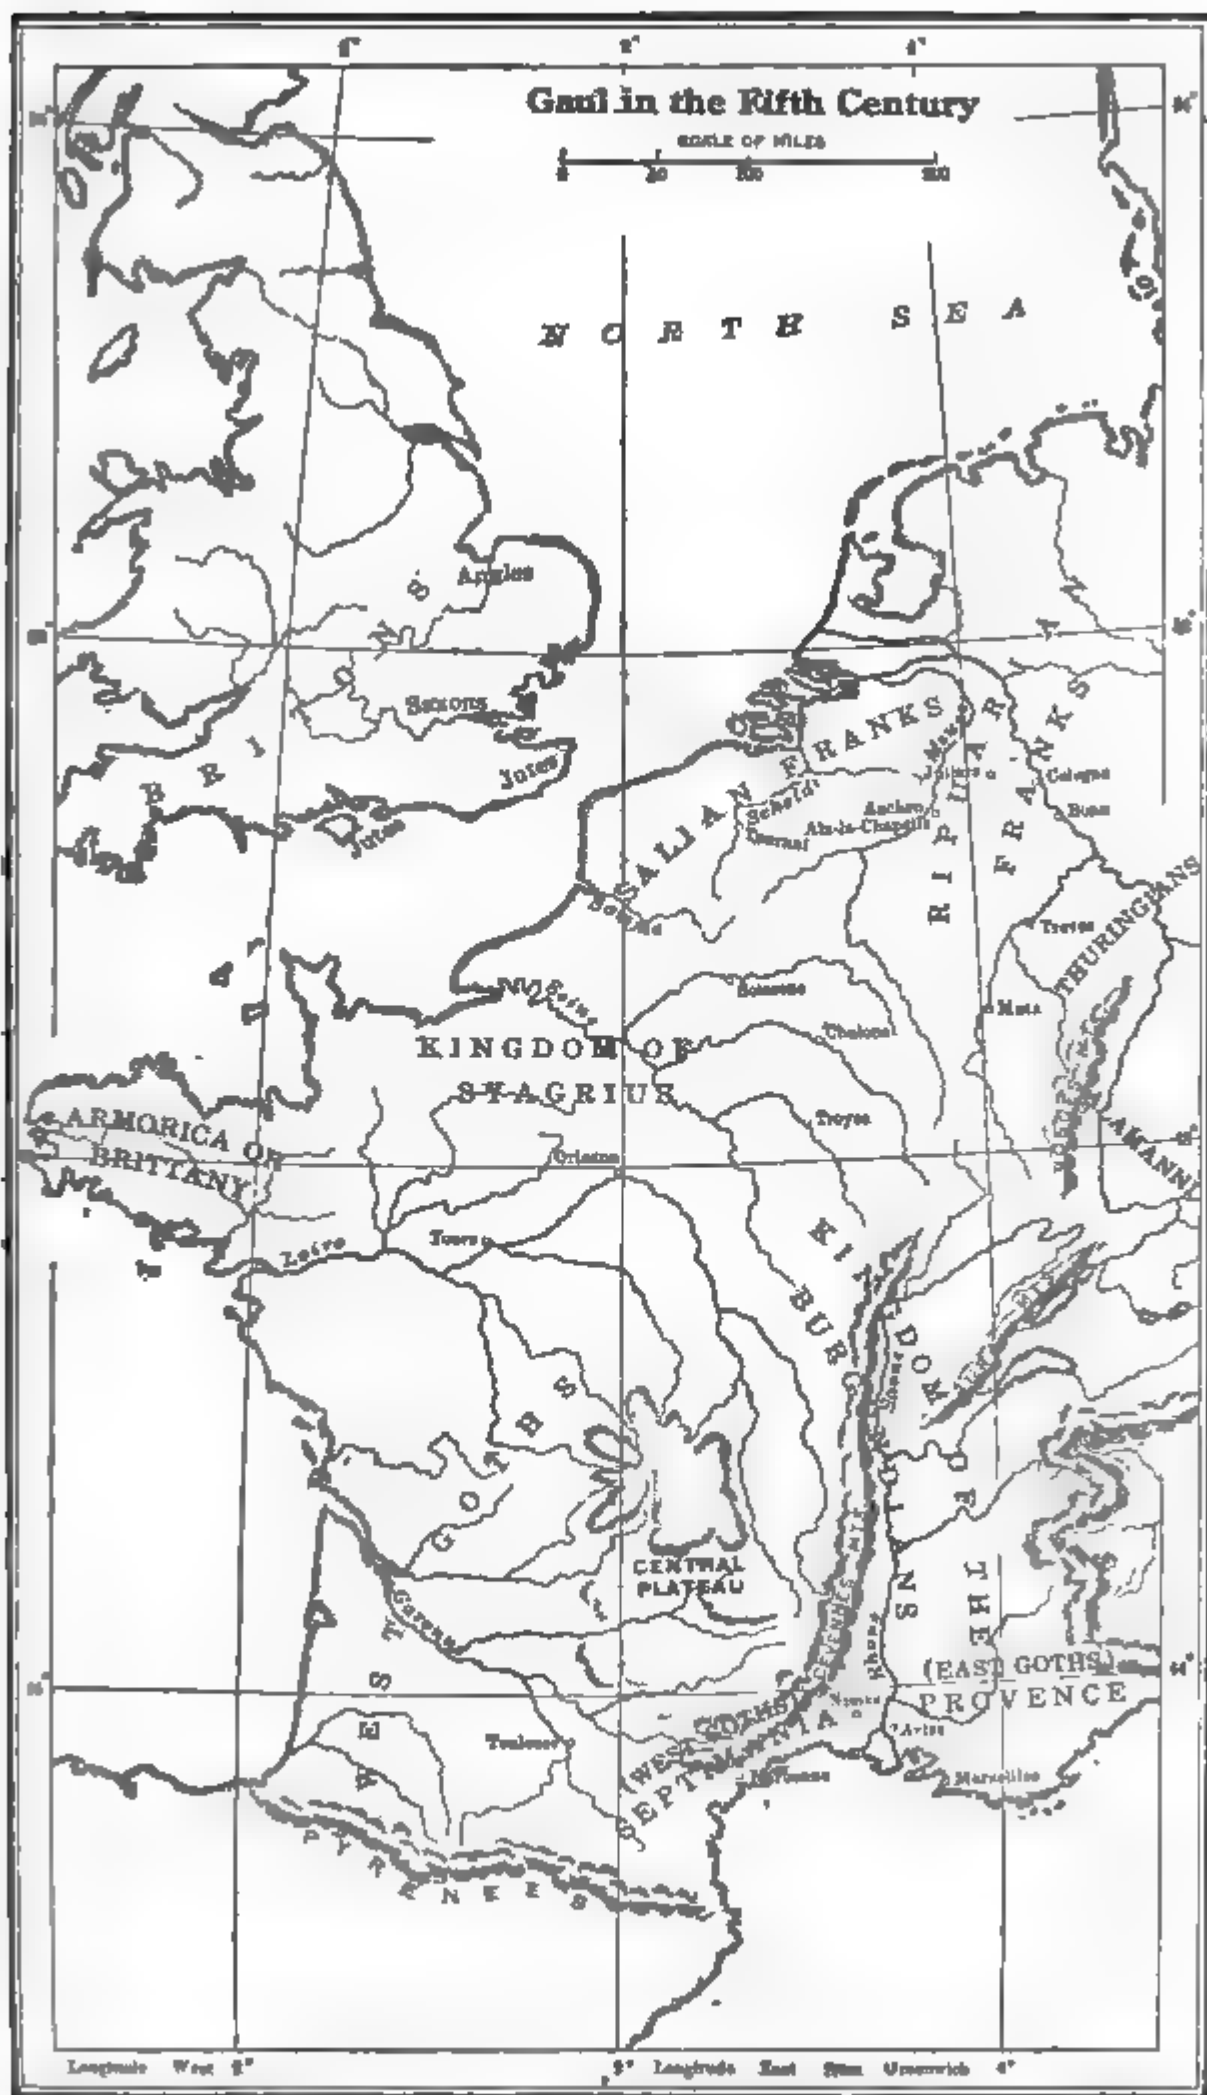 Gaul in the Fifth Century
SCALE OF MILES
NORTH SEA
Angles
BRITONS
Saxons
Jutes
Jutes
SALIAN FRANKS
RIPUARIAN
FRANKS
Scheldt
Tournai
Aachen
Aix-la-Chapelle
Cologne
Bonn
Somme
Treves
THURINGIANS
Seine
Soissons
Metz
Chalons
KINGDOM OF
SYAGRIUS
Troyes
ARMORICA OR
BRITTANY
Orleans
ALAMANNI
Loire
Tours
KINGDOM OF THE
BURGUNDIANS
WEST GOTHS
CENTRAL
PLATEAU
CEVENNES MTS
Garonne
Rhone
(EAST GOTHS)
PROVENCE
(WEST GOTHS)
SEPTIMANIA
Arles
Toulouse
Narbonne
Marseilles
PYRENEES
Longitude West
Longitude East from Greenwich